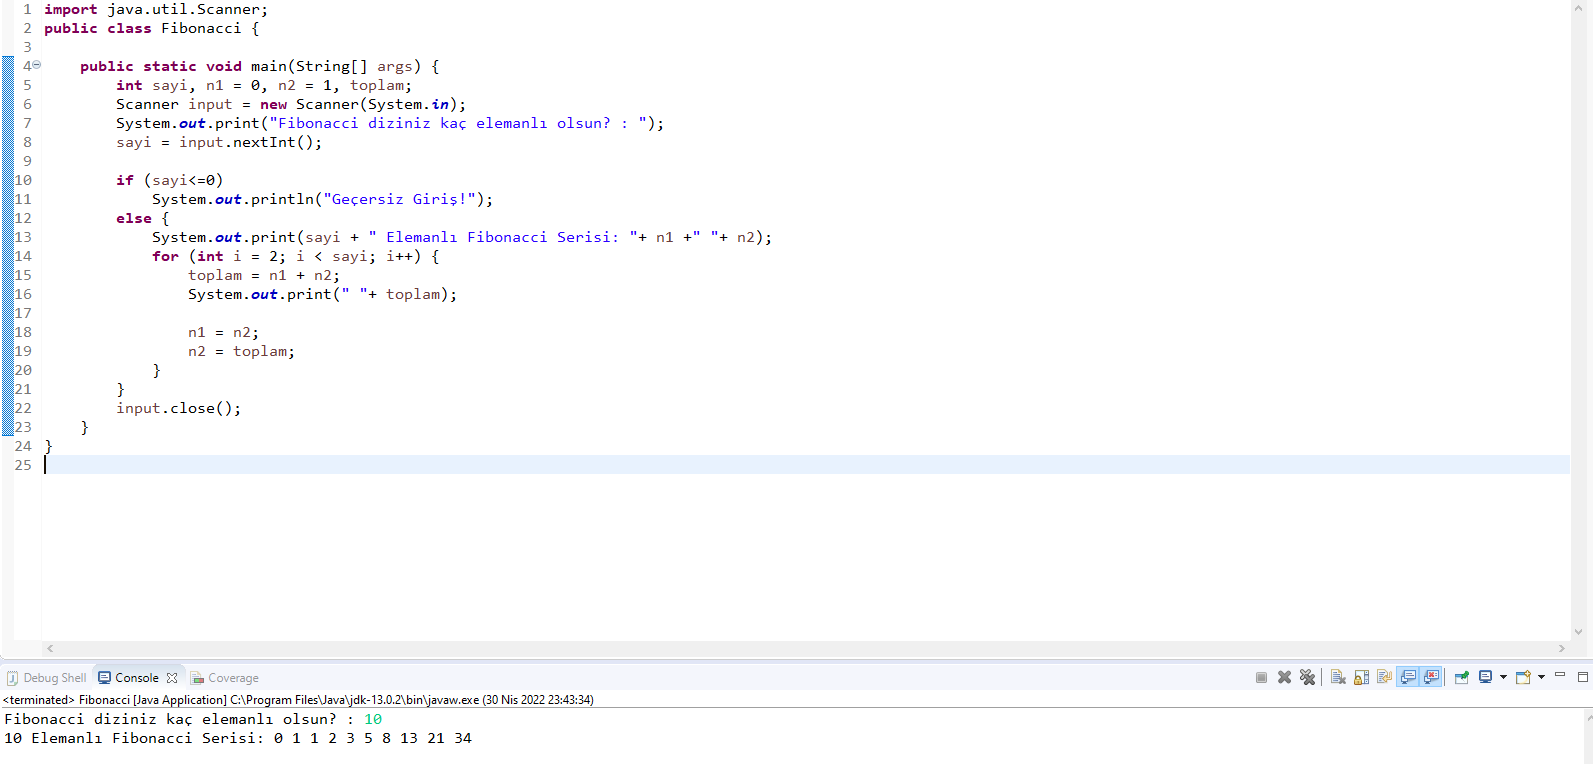 1 import java.util.Scanner;
2 public class Fibonacci {
3
4 public static void main(String[] args) {
5 int sayi, n1 = 0, n2 = 1, toplam;
6 Scanner input = new Scanner(System.in);
7 System.out.print("Fibonacci diziniz kaç elemanlı olsun? : ");
8 sayi = input.nextInt();
9
10 if (sayi<=0)
11 System.out.println("Geçersiz Giriş!");
12 else {
13 System.out.print(sayi + " Elemanlı Fibonacci Serisi: "+ n1 +" "+ n2);
14 for (int i = 2; i < sayi; i++) {
15 toplam = n1 + n2;
16 System.out.print(" "+ toplam);
17
18 n1 = n2;
19 n2 = toplam;
20 }
21 }
22 input.close();
23 }
24 }
25
Debug Shell Console Coverage
<terminated> Fibonacci [Java Application] C:\Program Files\Java\jdk-13.0.2\bin\javaw.exe (30 Nis 2022 23:43:34)
Fibonacci diziniz kaç elemanlı olsun? : 10
10 Elemanlı Fibonacci Serisi: 0 1 1 2 3 5 8 13 21 34